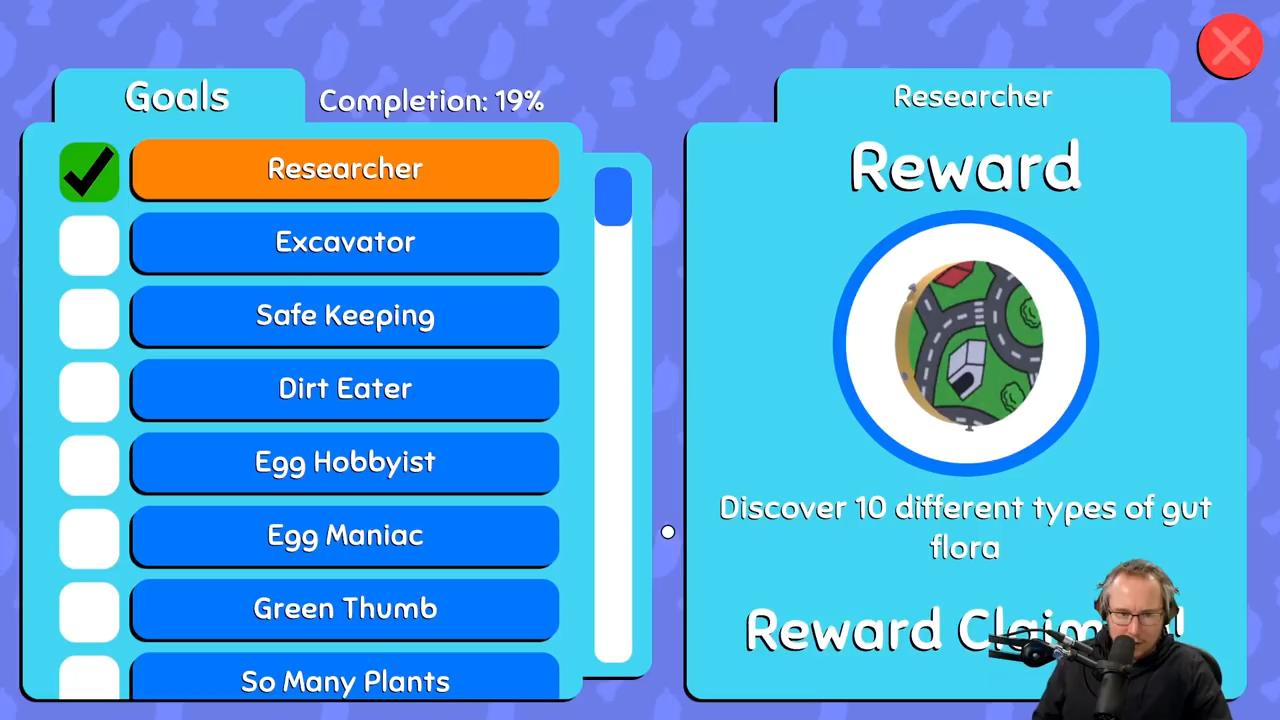 Goals
Completion: 19%
Researcher
Excavator
Safe Keeping
Dirt Eater
Egg Hobbyist
Egg Maniac
Green Thumb
So Many Plants
Researcher
Reward
Discover 10 different types of gut
flora
Reward